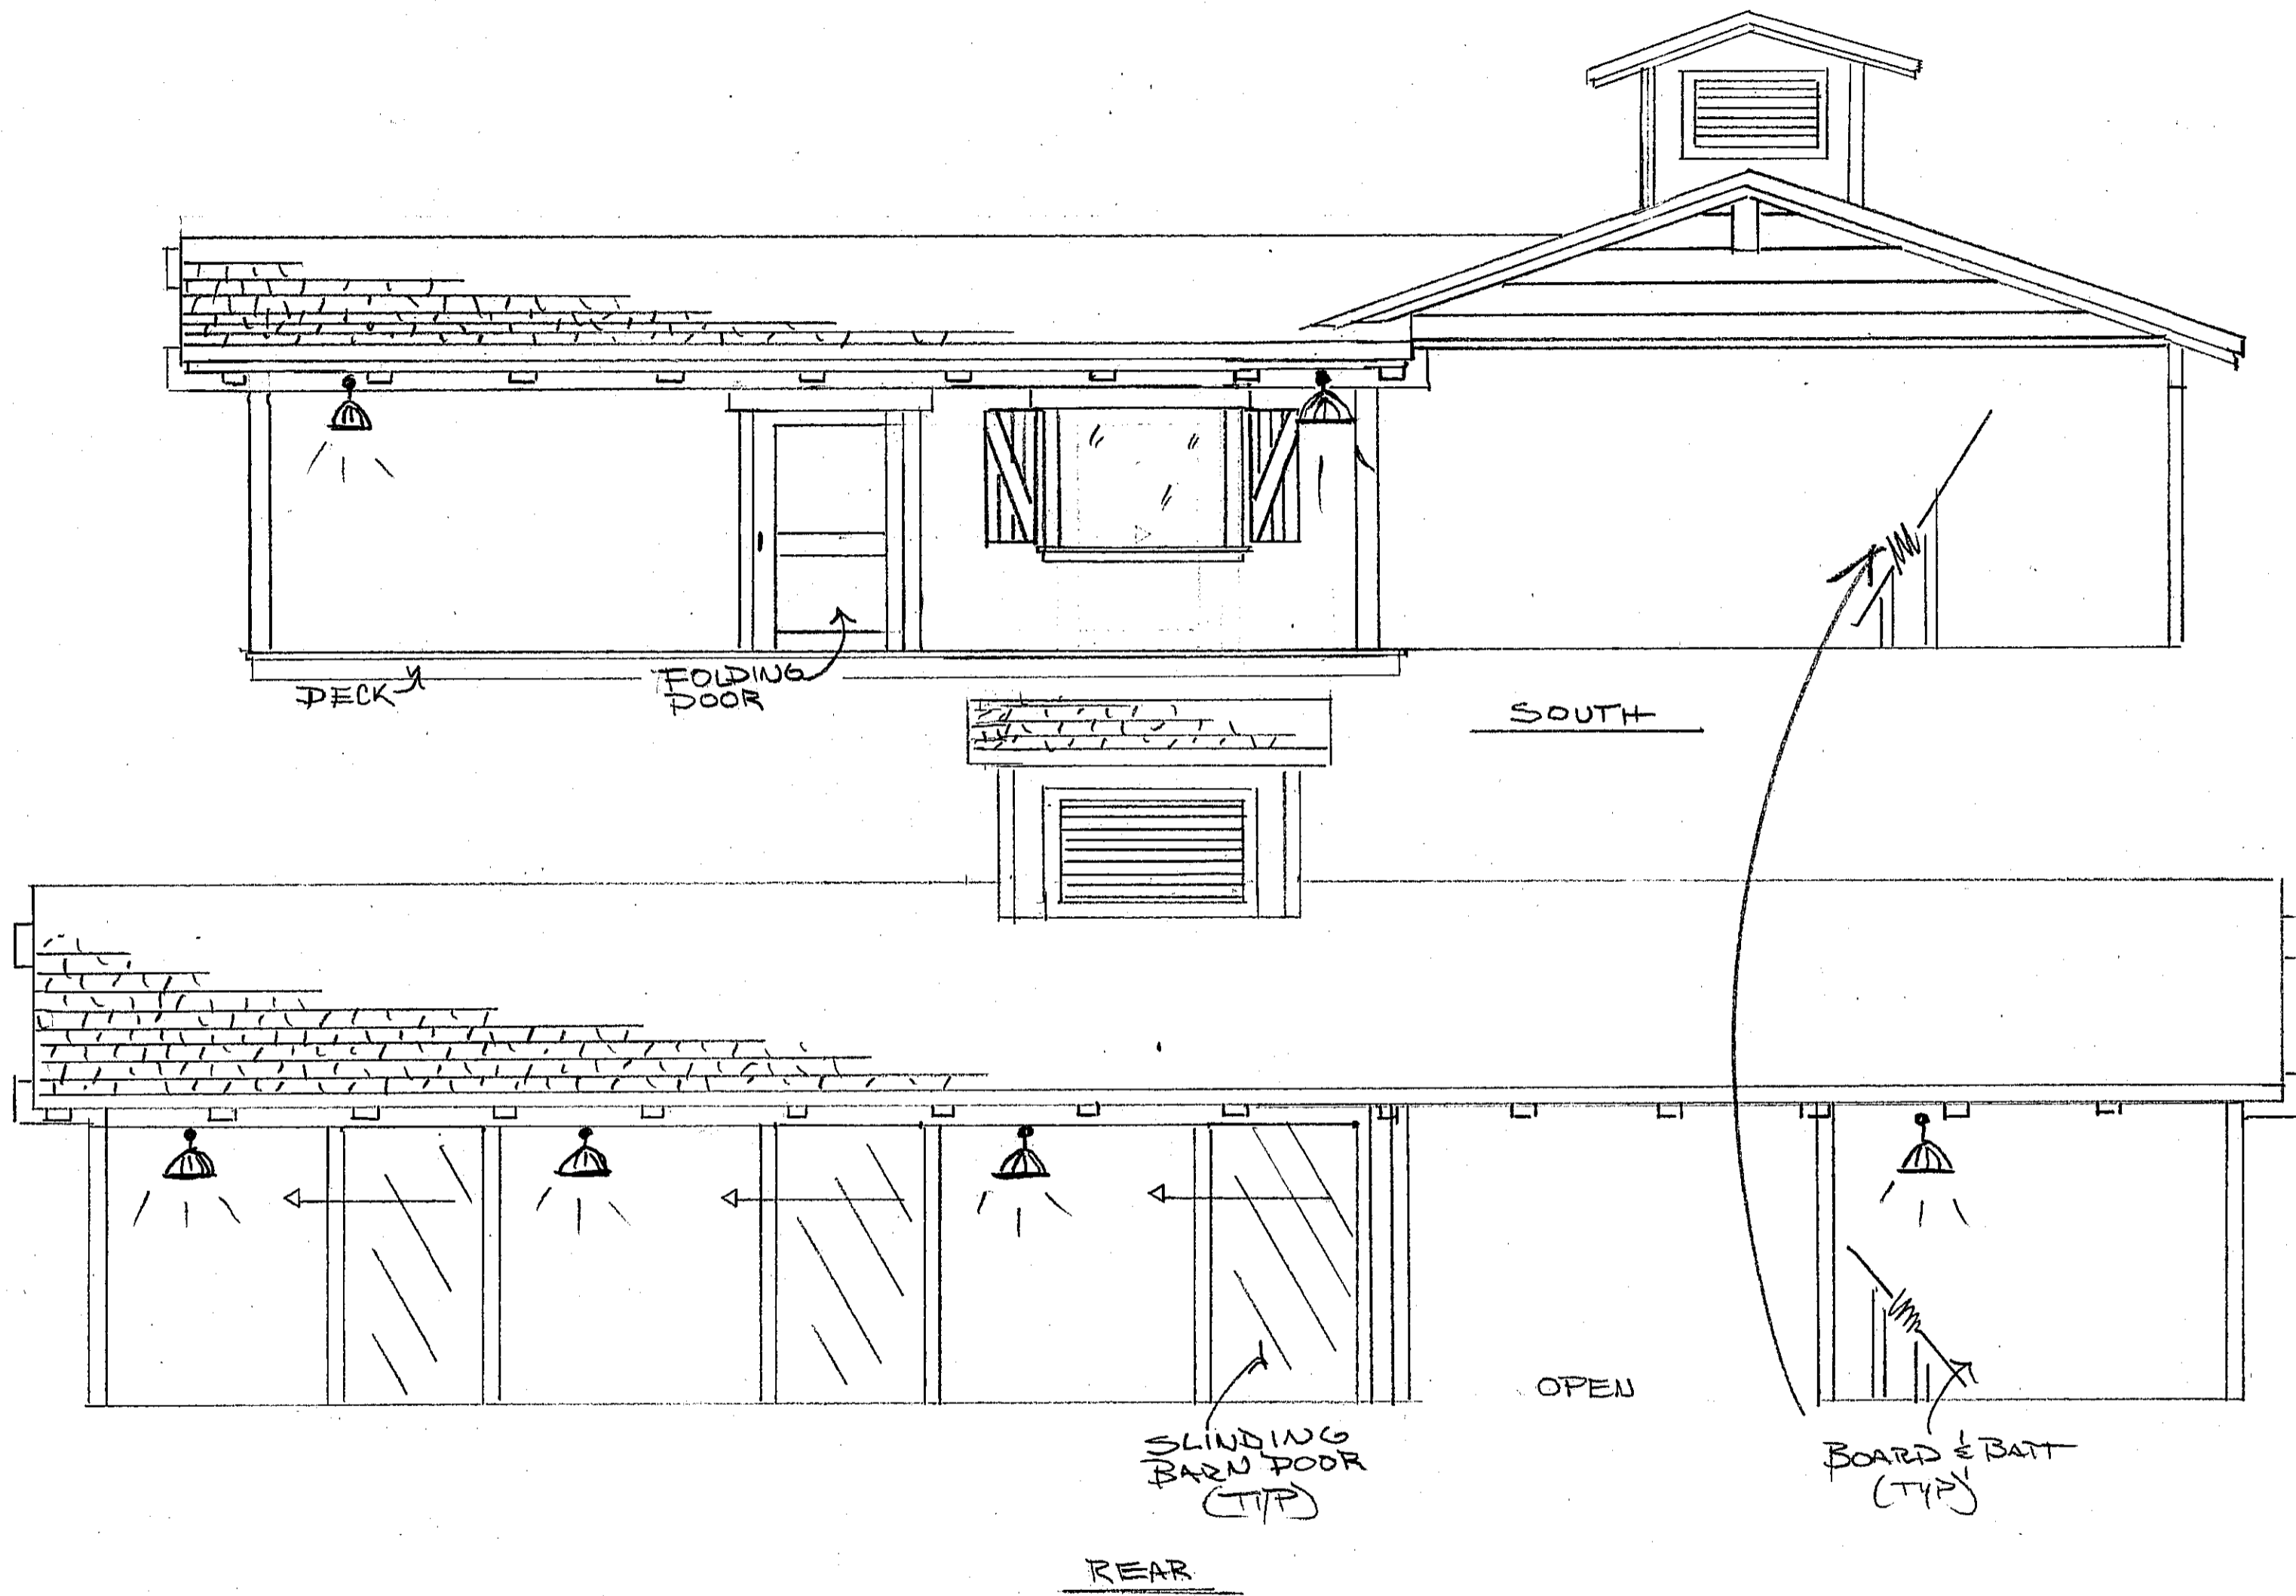 DECK
FOLDING
DOOR
SOUTH
OPEN
SLINDING
BARN DOOR
(TYP)
BOARD & BATT
(TYP)
REAR